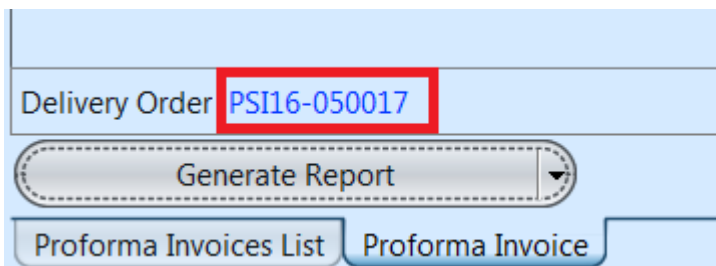 Delivery Order PSI16-050017
Generate Report
Proforma Invoices List Proforma Invoice